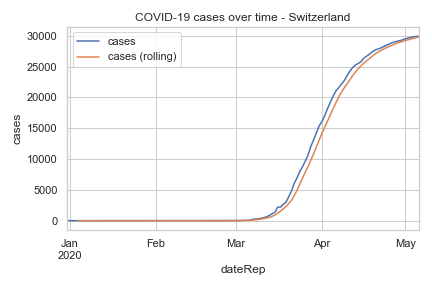 COVID-19 cases over time - Switzerland
cases
cases (rolling)
30000
25000
20000
15000
10000
5000
0
cases
Jan Feb Mar Apr May
2020
dateRep